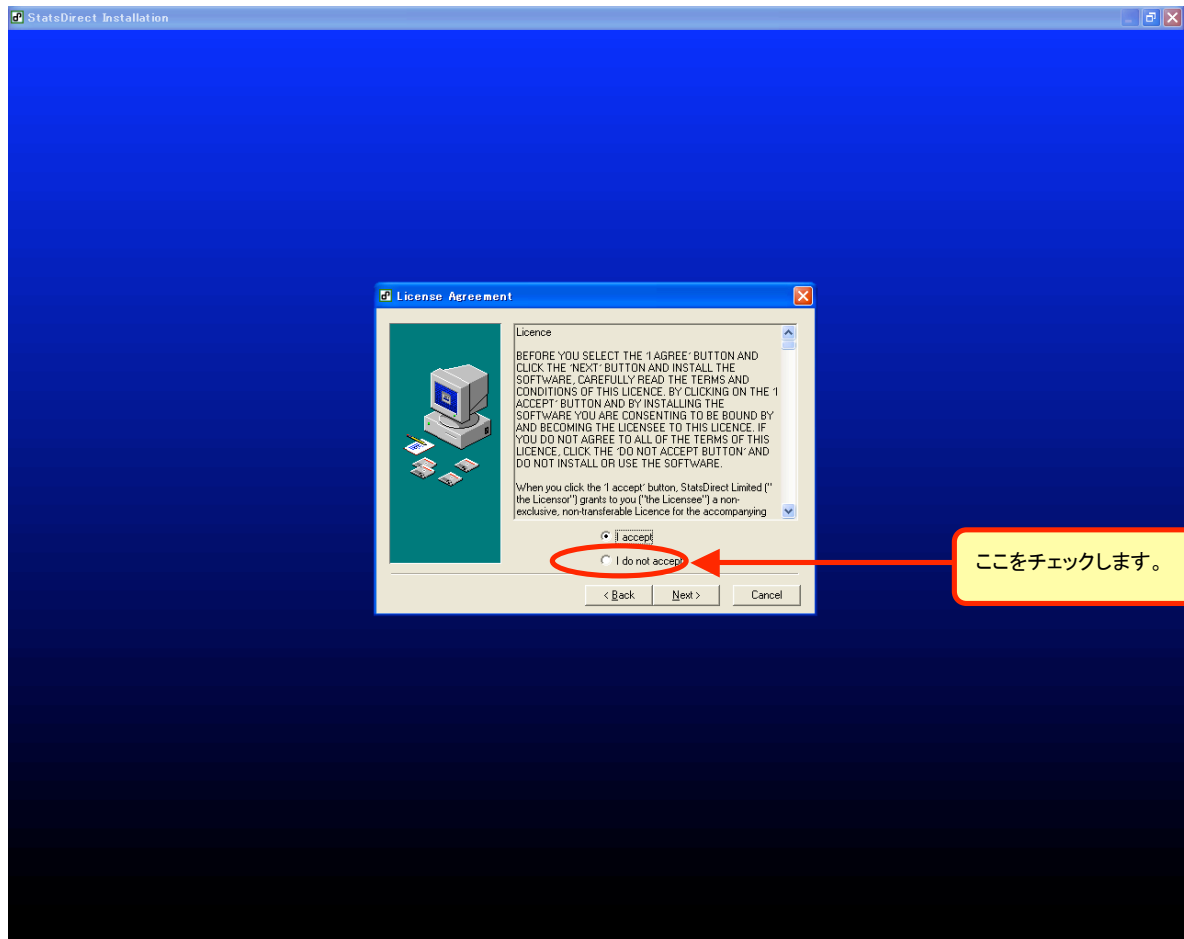 StatsDirect Installation
License Agreement
Licence
BEFORE YOU SELECT THE 'I AGREE' BUTTON AND
CLICK THE 'NEXT' BUTTON AND INSTALL THE
SOFTWARE, CAREFULLY READ THE TERMS AND
CONDITIONS OF THIS LICENCE. BY CLICKING ON THE 'I
ACCEPT' BUTTON AND BY INSTALLING THE
SOFTWARE YOU ARE CONSENTING TO BE BOUND BY
AND BECOMING THE LICENSEE TO THIS LICENCE. IF
YOU DO NOT AGREE TO ALL OF THE TERMS OF THIS
LICENCE, CLICK THE 'DO NOT ACCEPT BUTTON' AND
DO NOT INSTALL OR USE THE SOFTWARE.
When you click the 'I accept' button, StatsDirect Limited ("
the Licensor") grants to you ("the Licensee") a non-
exclusive, non-transferable Licence for the accompanying
I accept
I do not accept
ここをチェックします。
< Back Next > Cancel